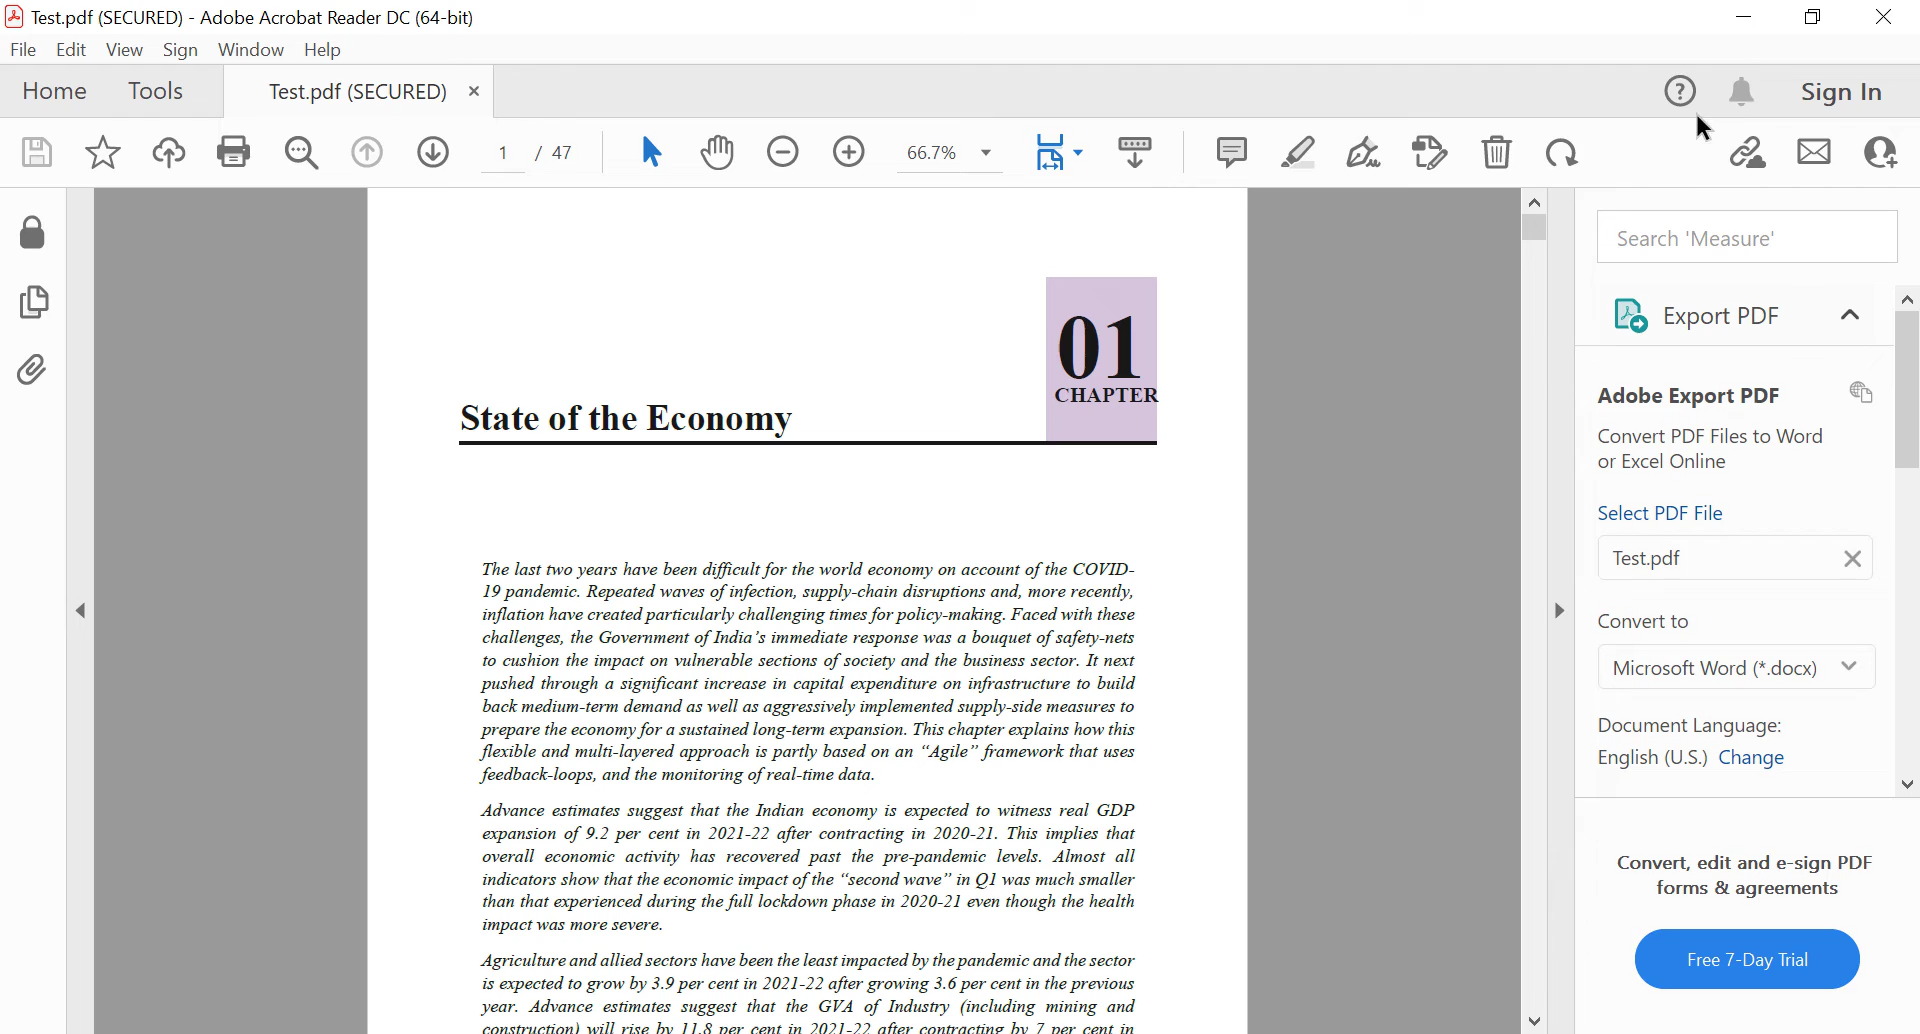 Test.pdf (SECURED) - Adobe Acrobat Reader DC (64-bit)
File Edit View Sign Window Help
Home Tools Test.pdf (SECURED) × Sign In
1 / 47 66.7%
01
CHAPTER
State of the Economy
The last two years have been difficult for the world economy on account of the COVID-
19 pandemic. Repeated waves of infection, supply-chain disruptions and, more recently,
inflation have created particularly challenging times for policy-making. Faced with these
challenges, the Government of India’s immediate response was a bouquet of safety-nets
to cushion the impact on vulnerable sections of society and the business sector. It next
pushed through a significant increase in capital expenditure on infrastructure to build
back medium-term demand as well as aggressively implemented supply-side measures to
prepare the economy for a sustained long-term expansion. This chapter explains how this
flexible and multi-layered approach is partly based on an “Agile” framework that uses
feedback-loops, and the monitoring of real-time data.
Advance estimates suggest that the Indian economy is expected to witness real GDP
expansion of 9.2 per cent in 2021-22 after contracting in 2020-21. This implies that
overall economic activity has recovered past the pre-pandemic levels. Almost all
indicators show that the economic impact of the “second wave” in Q1 was much smaller
than that experienced during the full lockdown phase in 2020-21 even though the health
impact was more severe.
Agriculture and allied sectors have been the least impacted by the pandemic and the sector
is expected to grow by 3.9 per cent in 2021-22 after growing 3.6 per cent in the previous
year. Advance estimates suggest that the GVA of Industry (including mining and
construction) will rise by 11.8 per cent in 2021-22 after contracting by 7 per cent in
Search 'Measure'
Export PDF
Adobe Export PDF
Convert PDF Files to Word
or Excel Online
Select PDF File
Test.pdf
Convert to
Microsoft Word (*.docx)
Document Language:
English (U.S.) Change
Convert, edit and e-sign PDF
forms & agreements
Free 7-Day Trial